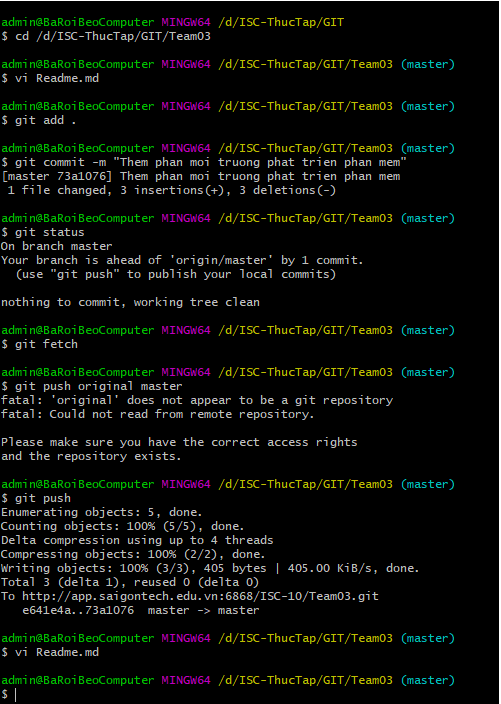 admin@BaRoiBeoComputer MINGW64 /d/ISC-ThucTap/GIT
$ cd /d/ISC-ThucTap/GIT/Team03
admin@BaRoiBeoComputer MINGW64 /d/ISC-ThucTap/GIT/Team03 (master)
$ vi Readme.md
admin@BaRoiBeoComputer MINGW64 /d/ISC-ThucTap/GIT/Team03 (master)
$ git add .
admin@BaRoiBeoComputer MINGW64 /d/ISC-ThucTap/GIT/Team03 (master)
$ git commit -m "Them phan moi truong phat trien phan mem"
[master 73a1076] Them phan moi truong phat trien phan mem
 1 file changed, 3 insertions(+), 3 deletions(-)
admin@BaRoiBeoComputer MINGW64 /d/ISC-ThucTap/GIT/Team03 (master)
$ git status
On branch master
Your branch is ahead of 'origin/master' by 1 commit.
  (use "git push" to publish your local commits)
nothing to commit, working tree clean
admin@BaRoiBeoComputer MINGW64 /d/ISC-ThucTap/GIT/Team03 (master)
$ git fetch
admin@BaRoiBeoComputer MINGW64 /d/ISC-ThucTap/GIT/Team03 (master)
$ git push original master
fatal: 'original' does not appear to be a git repository
fatal: Could not read from remote repository.
Please make sure you have the correct access rights
and the repository exists.
admin@BaRoiBeoComputer MINGW64 /d/ISC-ThucTap/GIT/Team03 (master)
$ git push
Enumerating objects: 5, done.
Counting objects: 100% (5/5), done.
Delta compression using up to 4 threads
Compressing objects: 100% (2/2), done.
Writing objects: 100% (3/3), 405 bytes | 405.00 KiB/s, done.
Total 3 (delta 1), reused 0 (delta 0)
To http://app.saigontech.edu.vn:6868/ISC-10/Team03.git
   e641e4a..73a1076  master -> master
admin@BaRoiBeoComputer MINGW64 /d/ISC-ThucTap/GIT/Team03 (master)
$ vi Readme.md
admin@BaRoiBeoComputer MINGW64 /d/ISC-ThucTap/GIT/Team03 (master)
$